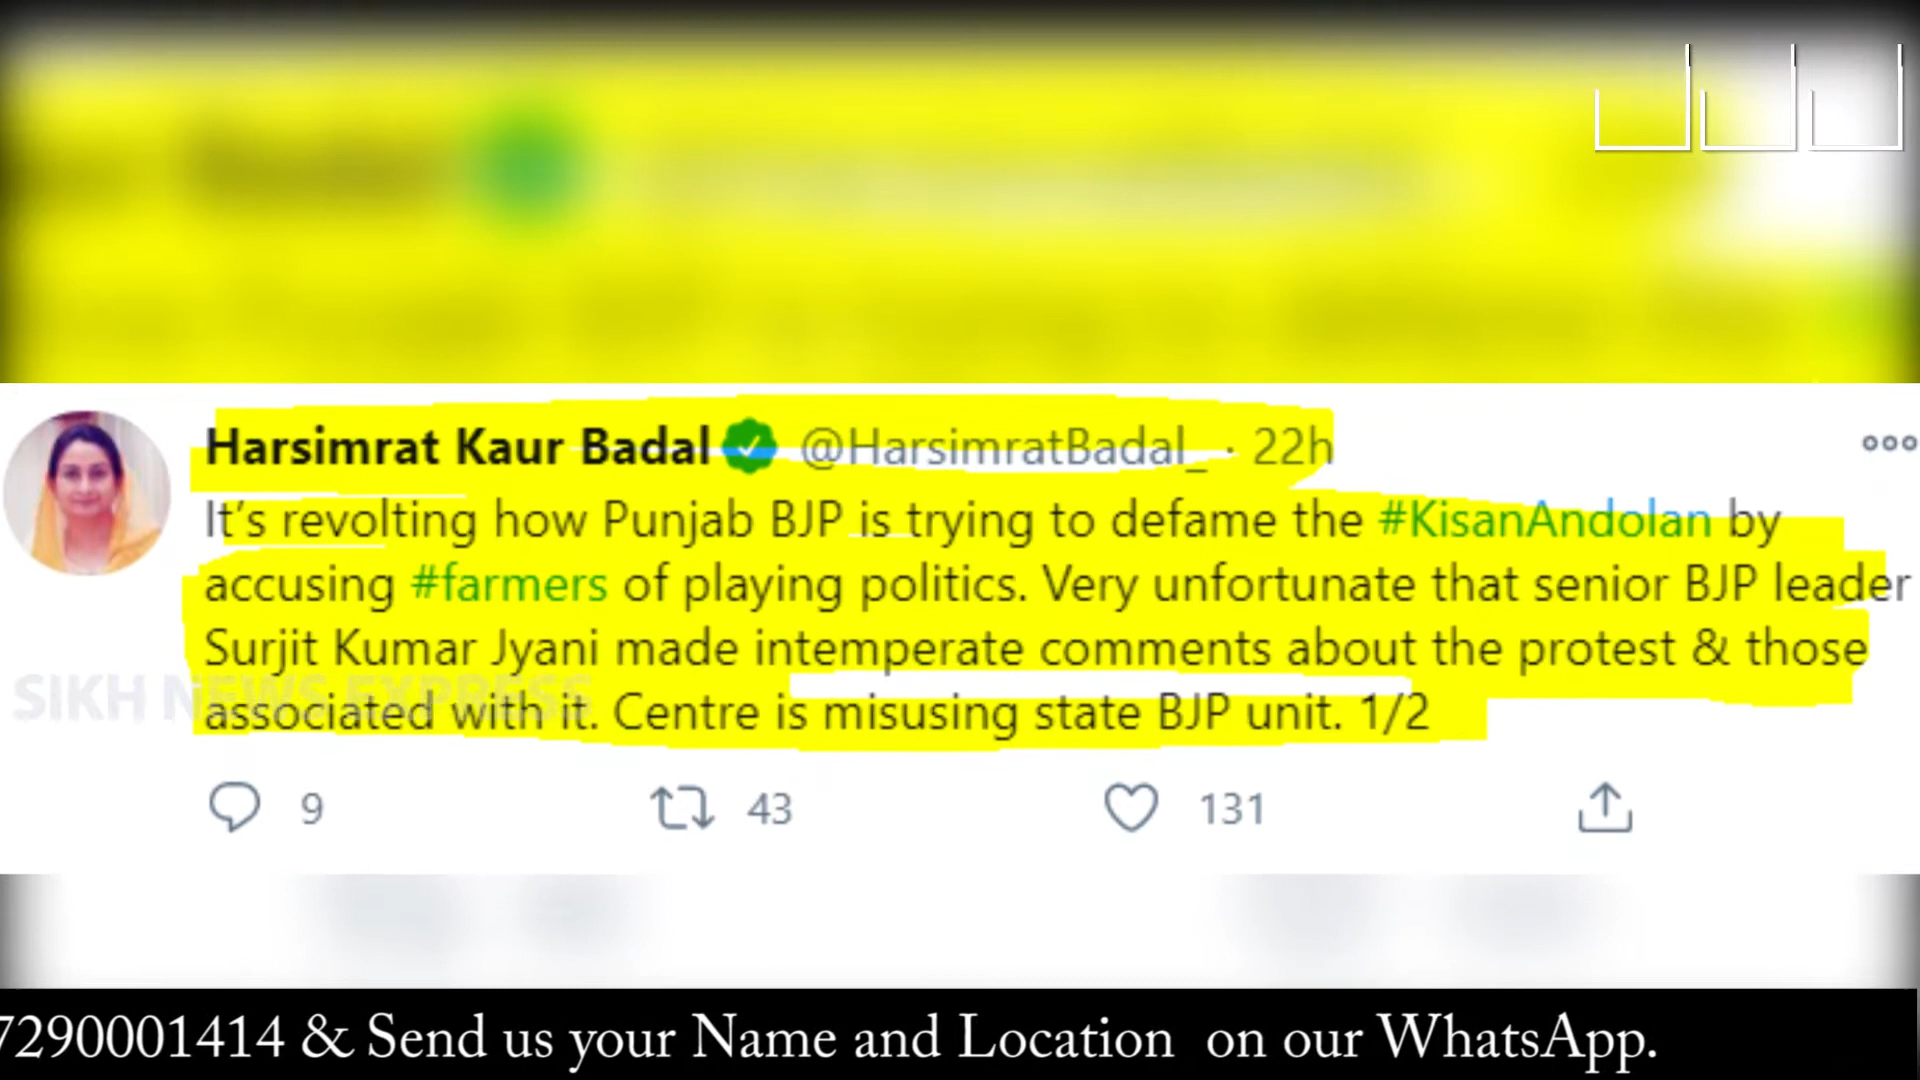 Harsimrat Kaur Badal @HarsimratBadal_ · 22h
It's revolting how Punjab BJP is trying to defame the #KisanAndolan by
accusing #farmers of playing politics. Very unfortunate that senior BJP leader
Surjit Kumar Jyani made intemperate comments about the protest & those
SIKH NEWS EXPRESS
associated with it. Centre is misusing state BJP unit. 1/2
9 43 131
7290001414 & Send us your Name and Location on our WhatsApp.